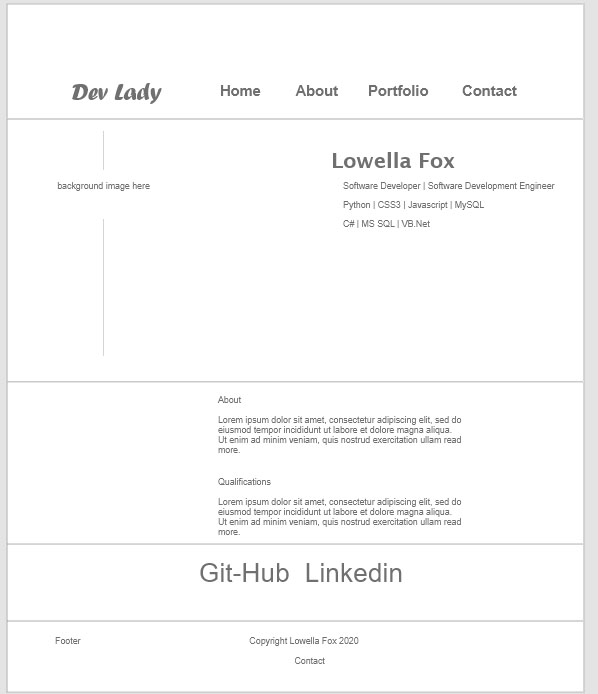 Dev Lady
Home About Portfolio Contact
background image here
Lowella Fox
Software Developer | Software Development Engineer
Python | CSS3 | Javascript | MySQL
C# | MS SQL | VB.Net
About
Lorem ipsum dolor sit amet, consectetur adipiscing elit, sed do
eiusmod tempor incididunt ut labore et dolore magna aliqua.
Ut enim ad minim veniam, quis nostrud exercitation ullam read
more.
Qualifications
Lorem ipsum dolor sit amet, consectetur adipiscing elit, sed do
eiusmod tempor incididunt ut labore et dolore magna aliqua.
Ut enim ad minim veniam, quis nostrud exercitation ullam read
more.
Git-Hub Linkedin
Footer
Copyright Lowella Fox 2020
Contact